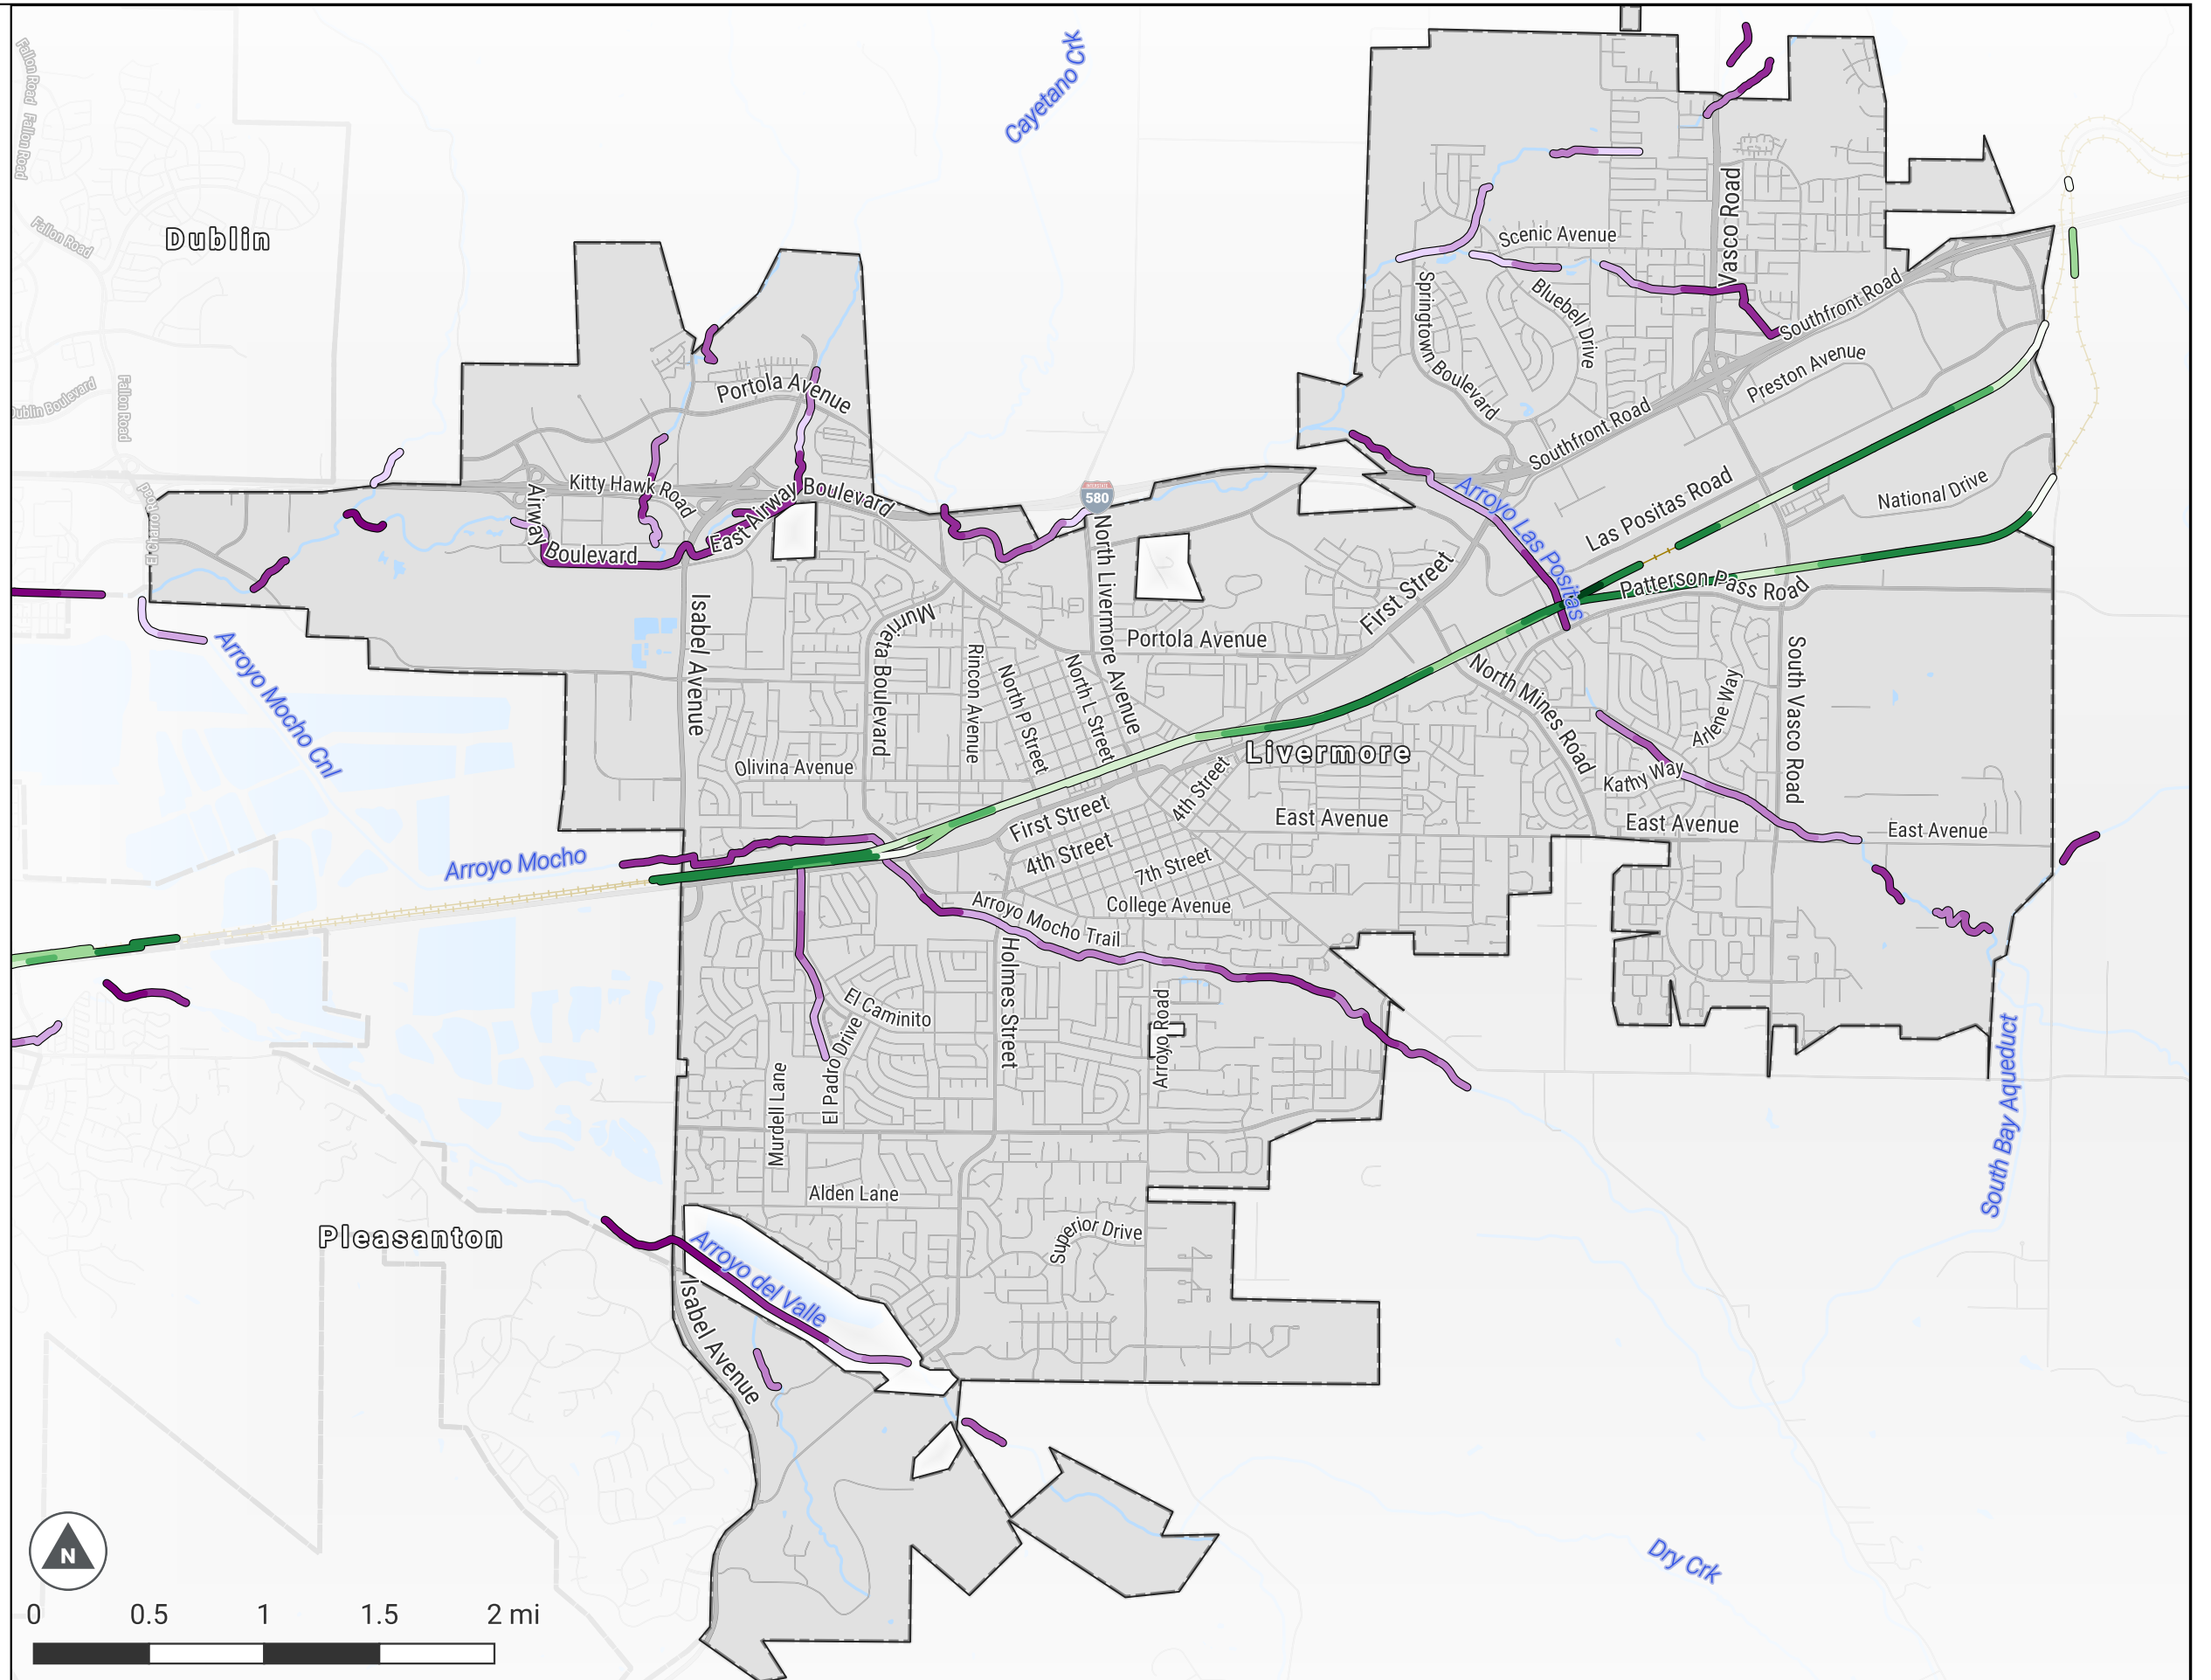 Fallon Road
Fallon Road
Fallon Road
Dublin
Cayetano Crk
Vasco Road
Scenic Avenue
Springtown Boulevard
Bluebell Drive
Southfront Road
Preston Avenue
Southfront Road
Dublin Boulevard
Fallon Road
Portola Avenue
Kitty Hawk Road
Airway Boulevard
East Airway Boulevard
El Charro Road
INTERSTATE
580
Arroyo Las Positas
Las Positas Road
National Drive
Patterson Pass Road
First Street
North Livermore Avenue
Portola Avenue
Isabel Avenue
Murrieta Boulevard
Rincon Avenue
North P Street
North L Street
Arroyo Mocho Cnl
North Mines Road
Arlene Way
South Vasco Road
Livermore
Olivina Avenue
Kathy Way
4th Street
First Street
East Avenue
East Avenue
East Avenue
Arroyo Mocho
4th Street
7th Street
College Avenue
Arroyo Mocho Trail
Holmes Street
El Caminito
El Padro Drive
Murdell Lane
Arroyo Road
South Bay Aqueduct
Alden Lane
Superior Drive
Pleasanton
Arroyo del Valle
Isabel Avenue
Dry Crk
N
0 0.5 1 1.5 2 mi